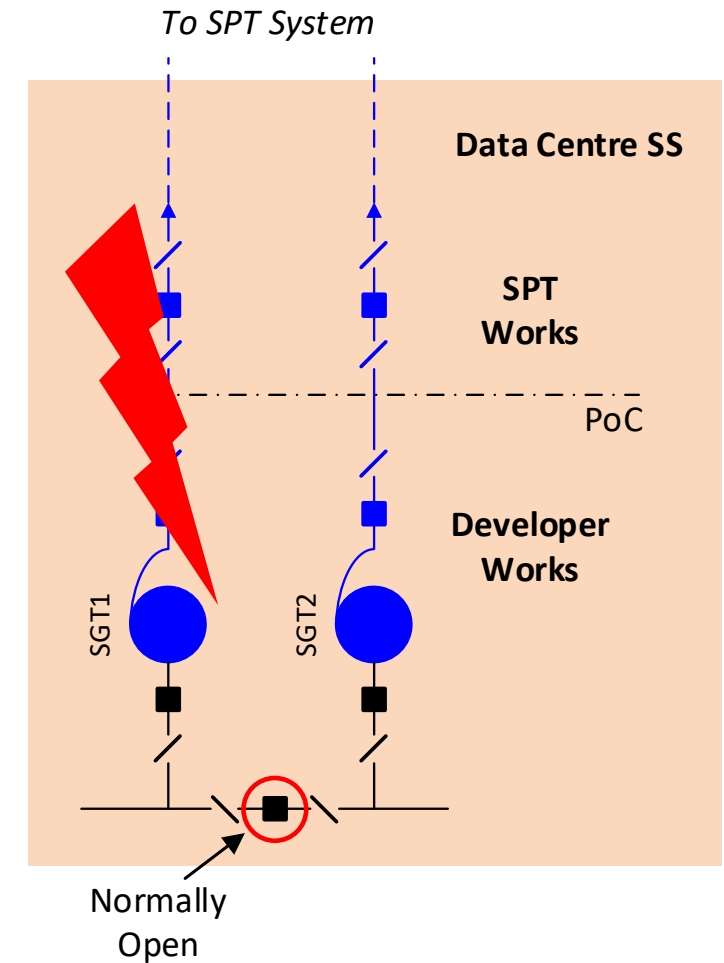 To SPT System
Data Centre SS
SPT
Works
PoC
Developer
Works
SGT1
SGT2
Normally
Open